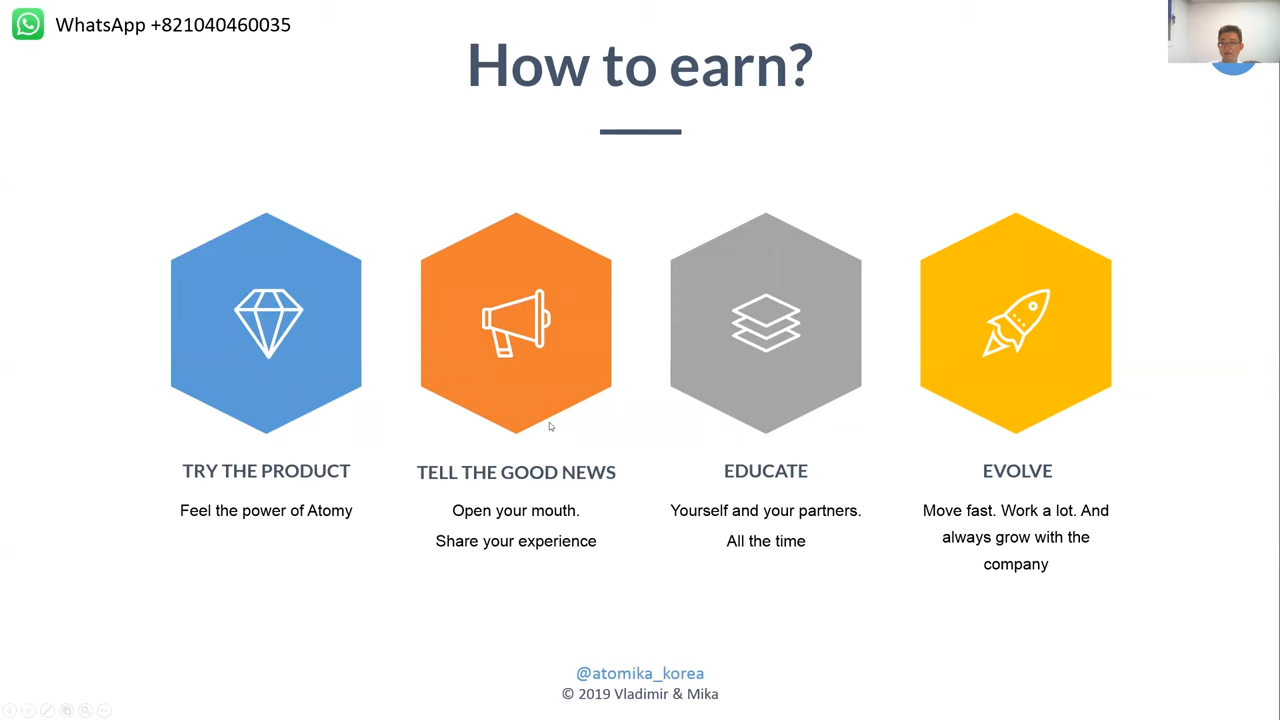 WhatsApp +821040460035
How to earn?
TRY THE PRODUCT
Feel the power of Atomy
TELL THE GOOD NEWS
Open your mouth.
Share your experience
EDUCATE
Yourself and your partners.
All the time
EVOLVE
Move fast. Work a lot. And
always grow with the
company
@atomika_korea
© 2019 Vladimir & Mika